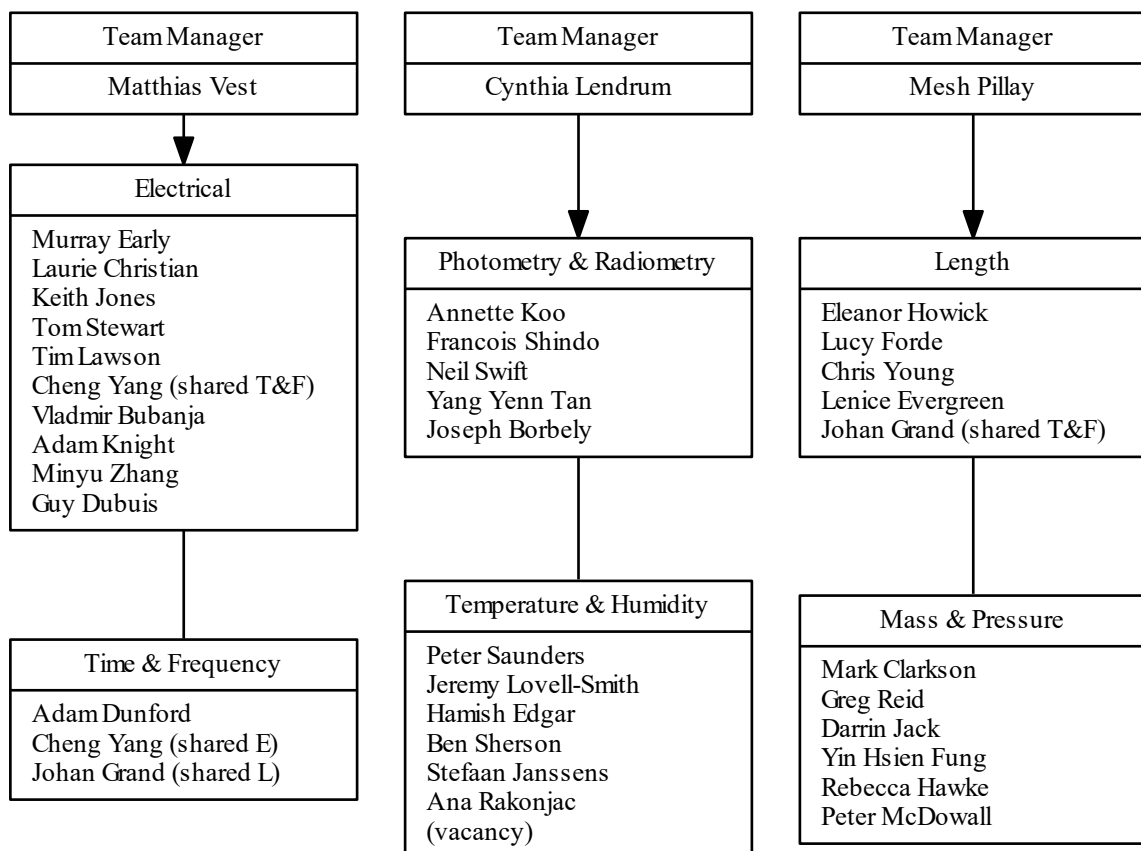 Team Manager
Matthias Vest
Electrical
Murray Early
Laurie Christian
Keith Jones
Tom Stewart
Tim Lawson
Cheng Yang (shared T&F)
Vladmir Bubanja
Adam Knight
Minyu Zhang
Guy Dubuis
Time & Frequency
Adam Dunford
Cheng Yang (shared E)
Johan Grand (shared L)
Team Manager
Cynthia Lendrum
Photometry & Radiometry
Annette Koo
Francois Shindo
Neil Swift
Yang Yenn Tan
Joseph Borbely
Temperature & Humidity
Peter Saunders
Jeremy Lovell-Smith
Hamish Edgar
Ben Sherson
Stefaan Janssens
Ana Rakonjac
(vacancy)
Team Manager
Mesh Pillay
Length
Eleanor Howick
Lucy Forde
Chris Young
Lenice Evergreen
Johan Grand (shared T&F)
Mass & Pressure
Mark Clarkson
Greg Reid
Darrin Jack
Yin Hsien Fung
Rebecca Hawke
Peter McDowall